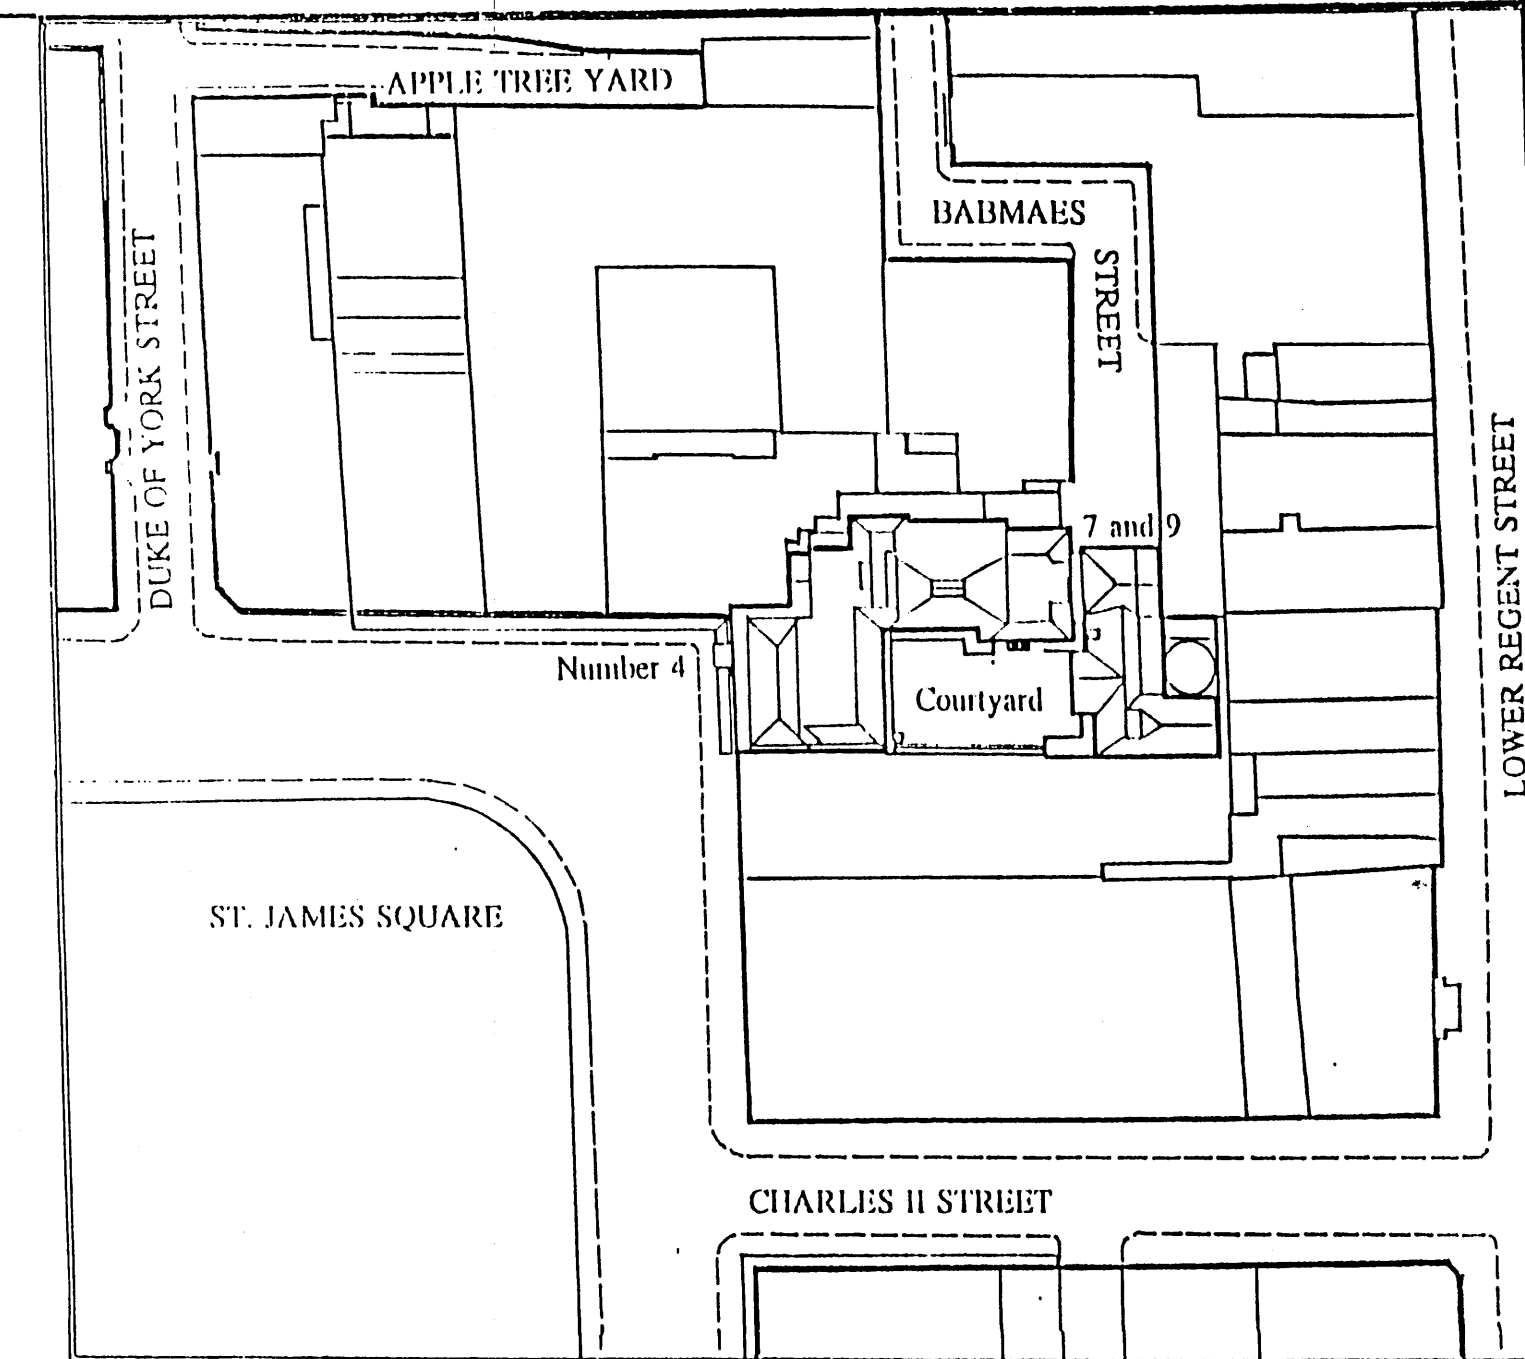 APPLE TREE YARD
BABMAES
STREET
DUKE OF YORK STREET
7 and 9
LOWER REGENT STREET
Number 4
Courtyard
ST. JAMES SQUARE
CHARLES II STREET